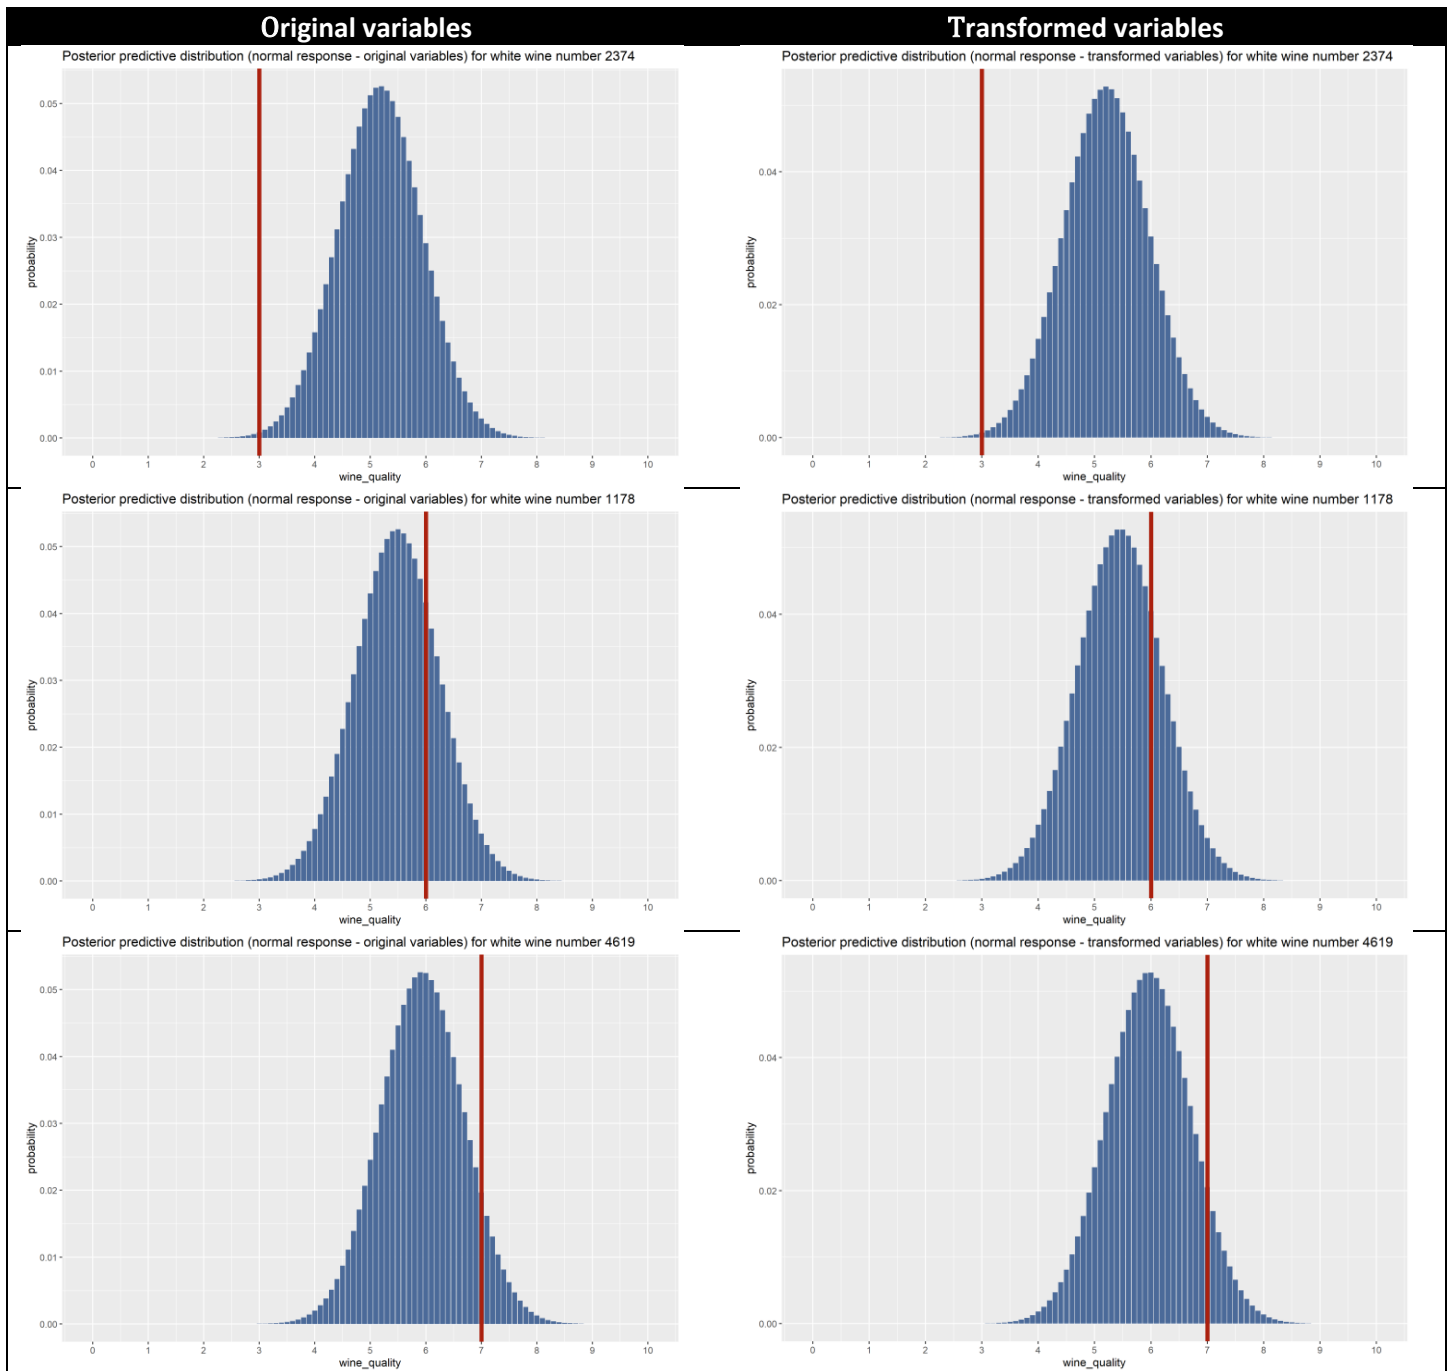 Original variables
Transformed variables
Posterior predictive distribution (normal response - original variables) for white wine number 2374
probability
0.05
0.04
0.03
0.02
0.01
0.00
0 1 2 3 4 5 6 7 8 9 10
wine_quality
Posterior predictive distribution (normal response - transformed variables) for white wine number 2374
probability
0.04
0.02
0.00
0 1 2 3 4 5 6 7 8 9 10
wine_quality
Posterior predictive distribution (normal response - original variables) for white wine number 1178
probability
0.05
0.04
0.03
0.02
0.01
0.00
0 1 2 3 4 5 6 7 8 9 10
wine_quality
Posterior predictive distribution (normal response - transformed variables) for white wine number 1178
probability
0.04
0.02
0.00
0 1 2 3 4 5 6 7 8 9 10
wine_quality
Posterior predictive distribution (normal response - original variables) for white wine number 4619
probability
0.05
0.04
0.03
0.02
0.01
0.00
0 1 2 3 4 5 6 7 8 9 10
wine_quality
Posterior predictive distribution (normal response - transformed variables) for white wine number 4619
probability
0.04
0.02
0.00
0 1 2 3 4 5 6 7 8 9 10
wine_quality